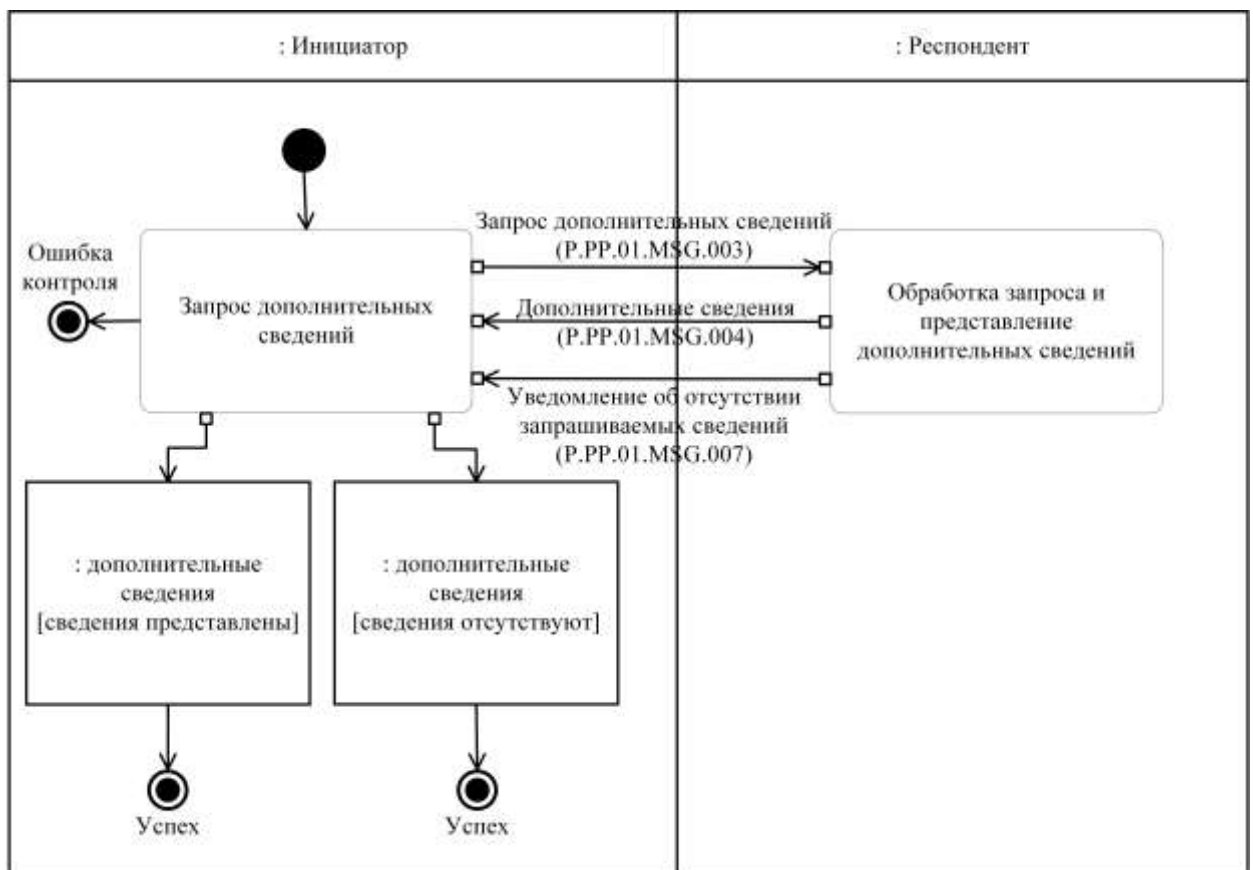 : Инициатор
: Респондент
Запрос дополнительных сведений
(P.PP.01.MSG.003)
Ошибка
контроля
Запрос дополнительных
сведений
Дополнительные сведения
(P.PP.01.MSG.004)
Обработка запроса и
представление
дополнительных сведений
Уведомление об отсутствии
запрашиваемых сведений
(P.PP.01.MSG.007)
: дополнительные
сведения
[сведения представлены]
: дополнительные
сведения
[сведения отсутствуют]
Успех
Успех